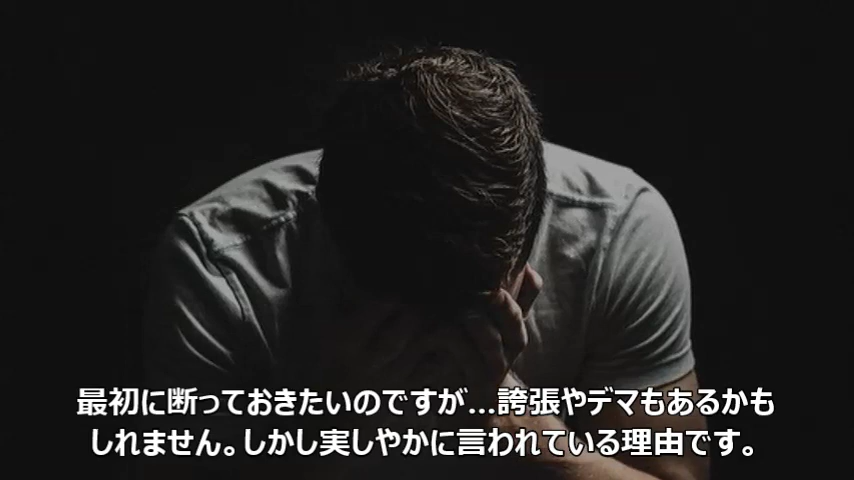 最初に断っておきたいのですが…誇張やデマもあるかも
しれません。しかし実しやかに言われている理由です。